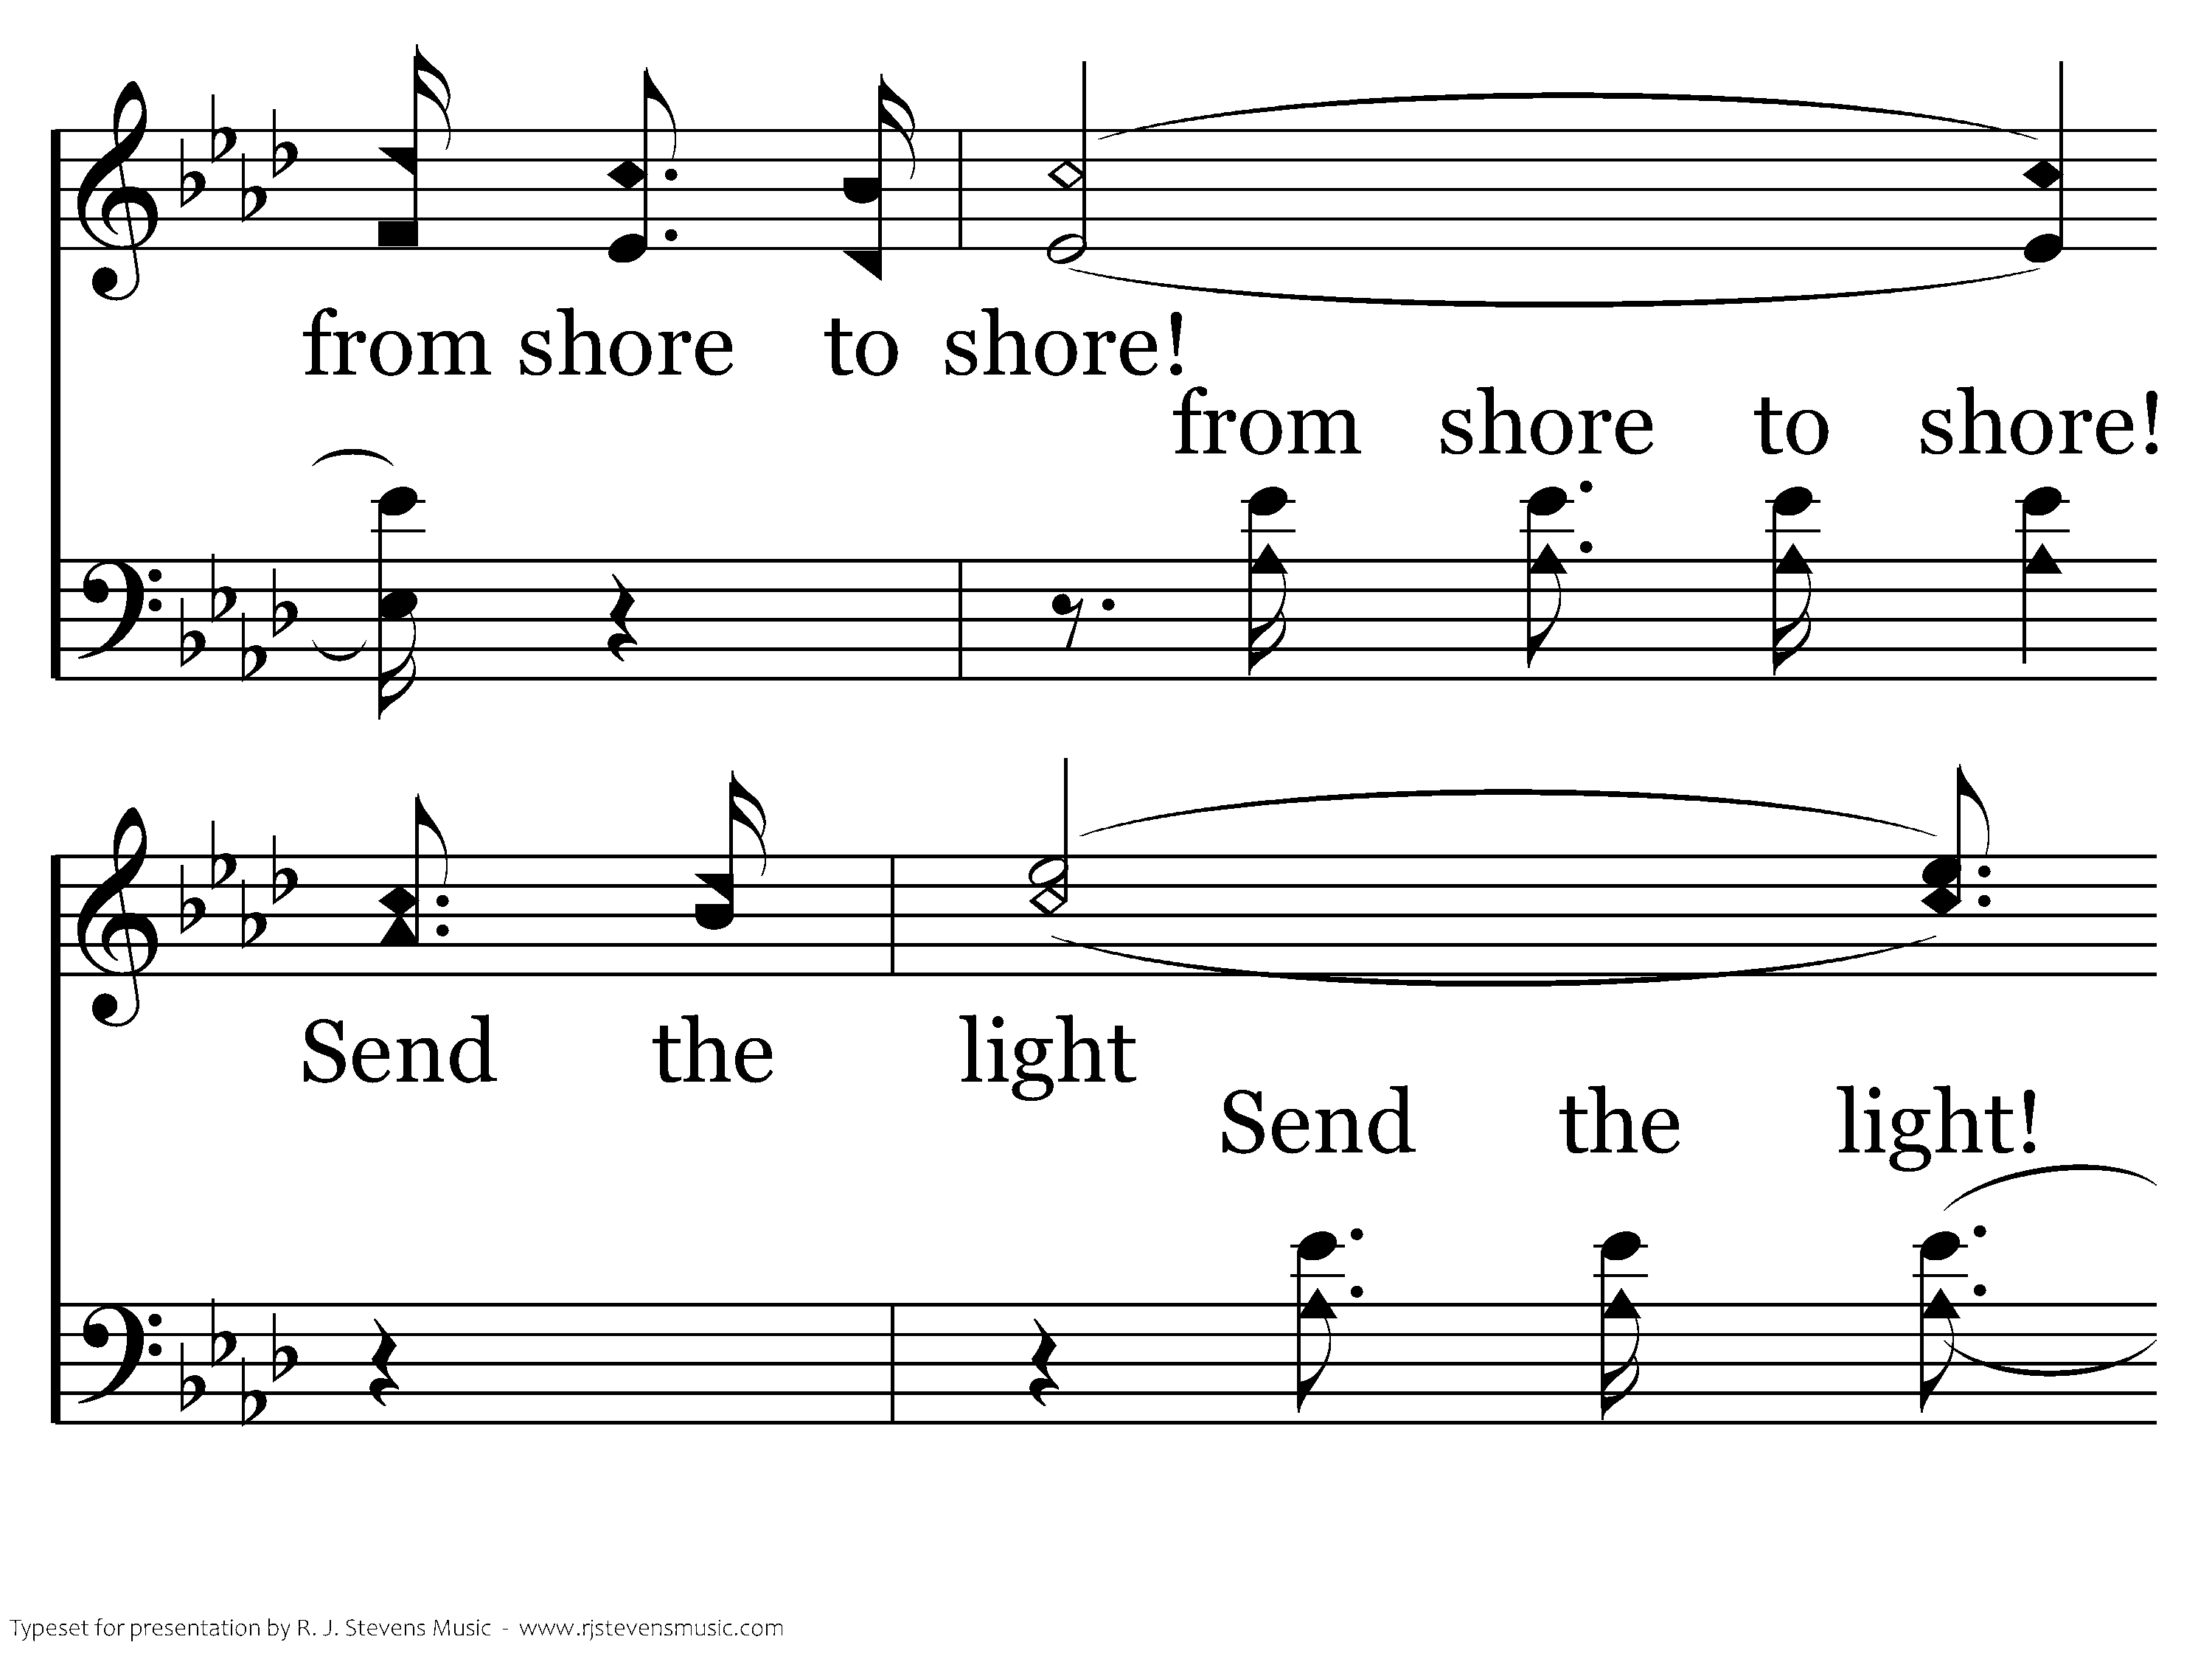 from shore to shore!
from shore to shore!
Send the light
Send the light!
Typeset for presentation by R. J. Stevens Music - www.rjstevensmusic.com